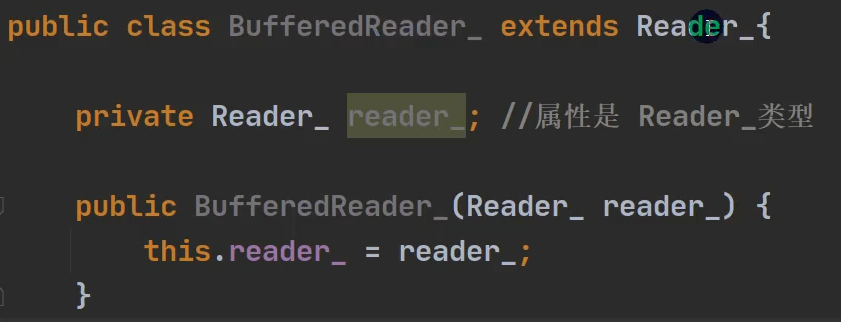 public class BufferedReader_ extends Reader_{
private Reader_ reader_; //属性是 Reader_类型
public BufferedReader_(Reader_ reader_) {
this.reader_ = reader_;
}